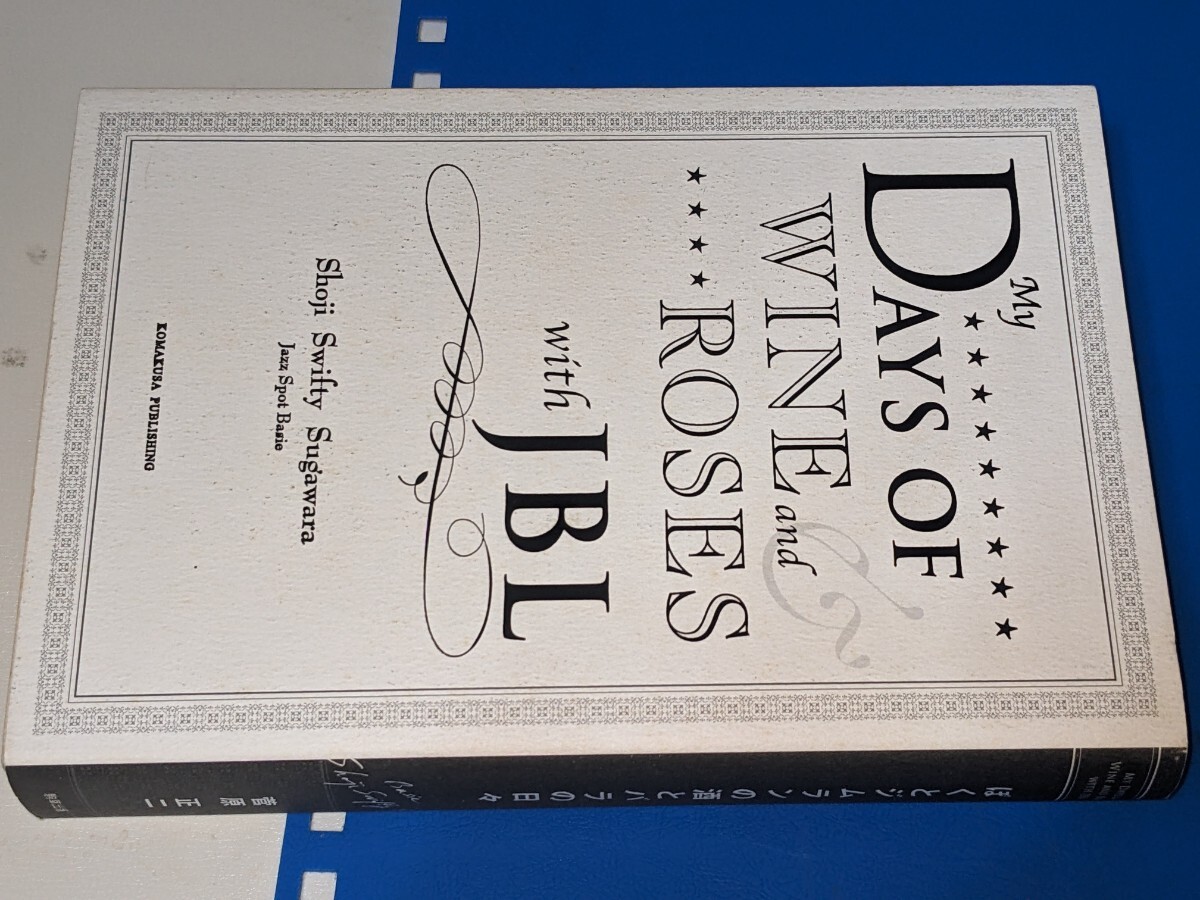 My
DAYS OF
WINE and
&
ROSES
with
JBL
Shoji Swifty Sugawara
Jazz Spot Basie
KOMAKUSA PUBLISHING
ぼくとジムランの酒とバラの日々
菅原正二